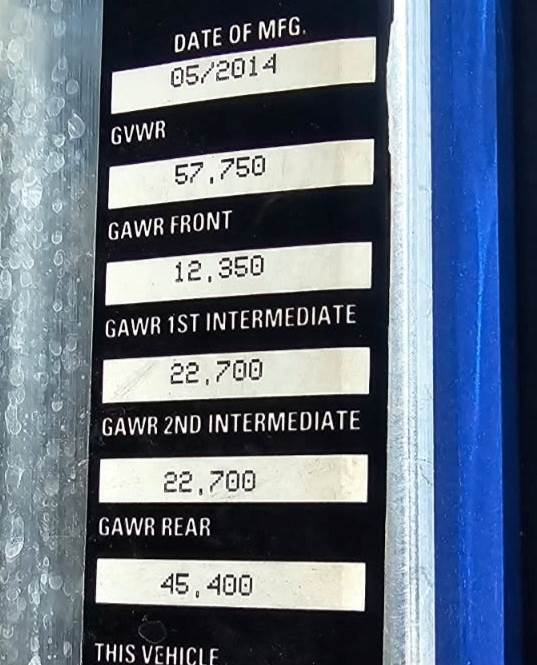 DATE OF MFG.
05/2014
GVWR
57,750
GAWR FRONT
12,350
GAWR 1ST INTERMEDIATE
22,700
GAWR 2ND INTERMEDIATE
22,700
GAWR REAR
45,400
THIS VEHICLE